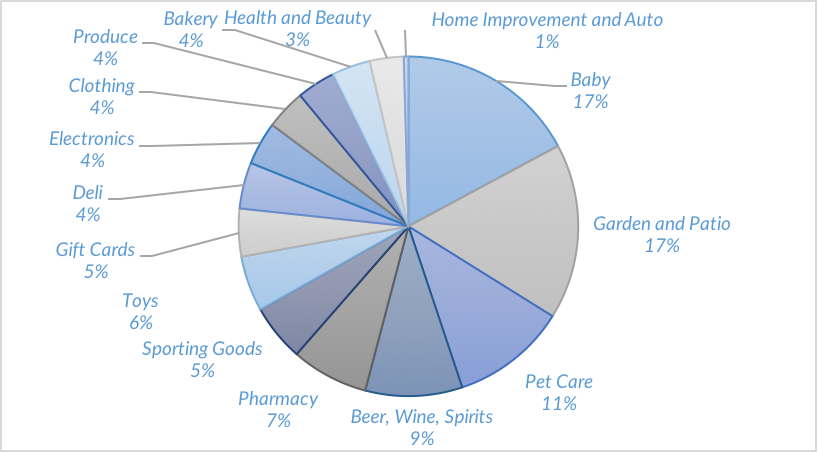 Home Improvement and Auto
1%
Baby
17%
Garden and Patio
17%
Pet Care
11%
Beer, Wine, Spirits
9%
Pharmacy
7%
Sporting Goods
5%
Toys
6%
Gift Cards
5%
Deli
4%
Electronics
4%
Clothing
4%
Produce
4%
Bakery
4%
Health and Beauty
3%